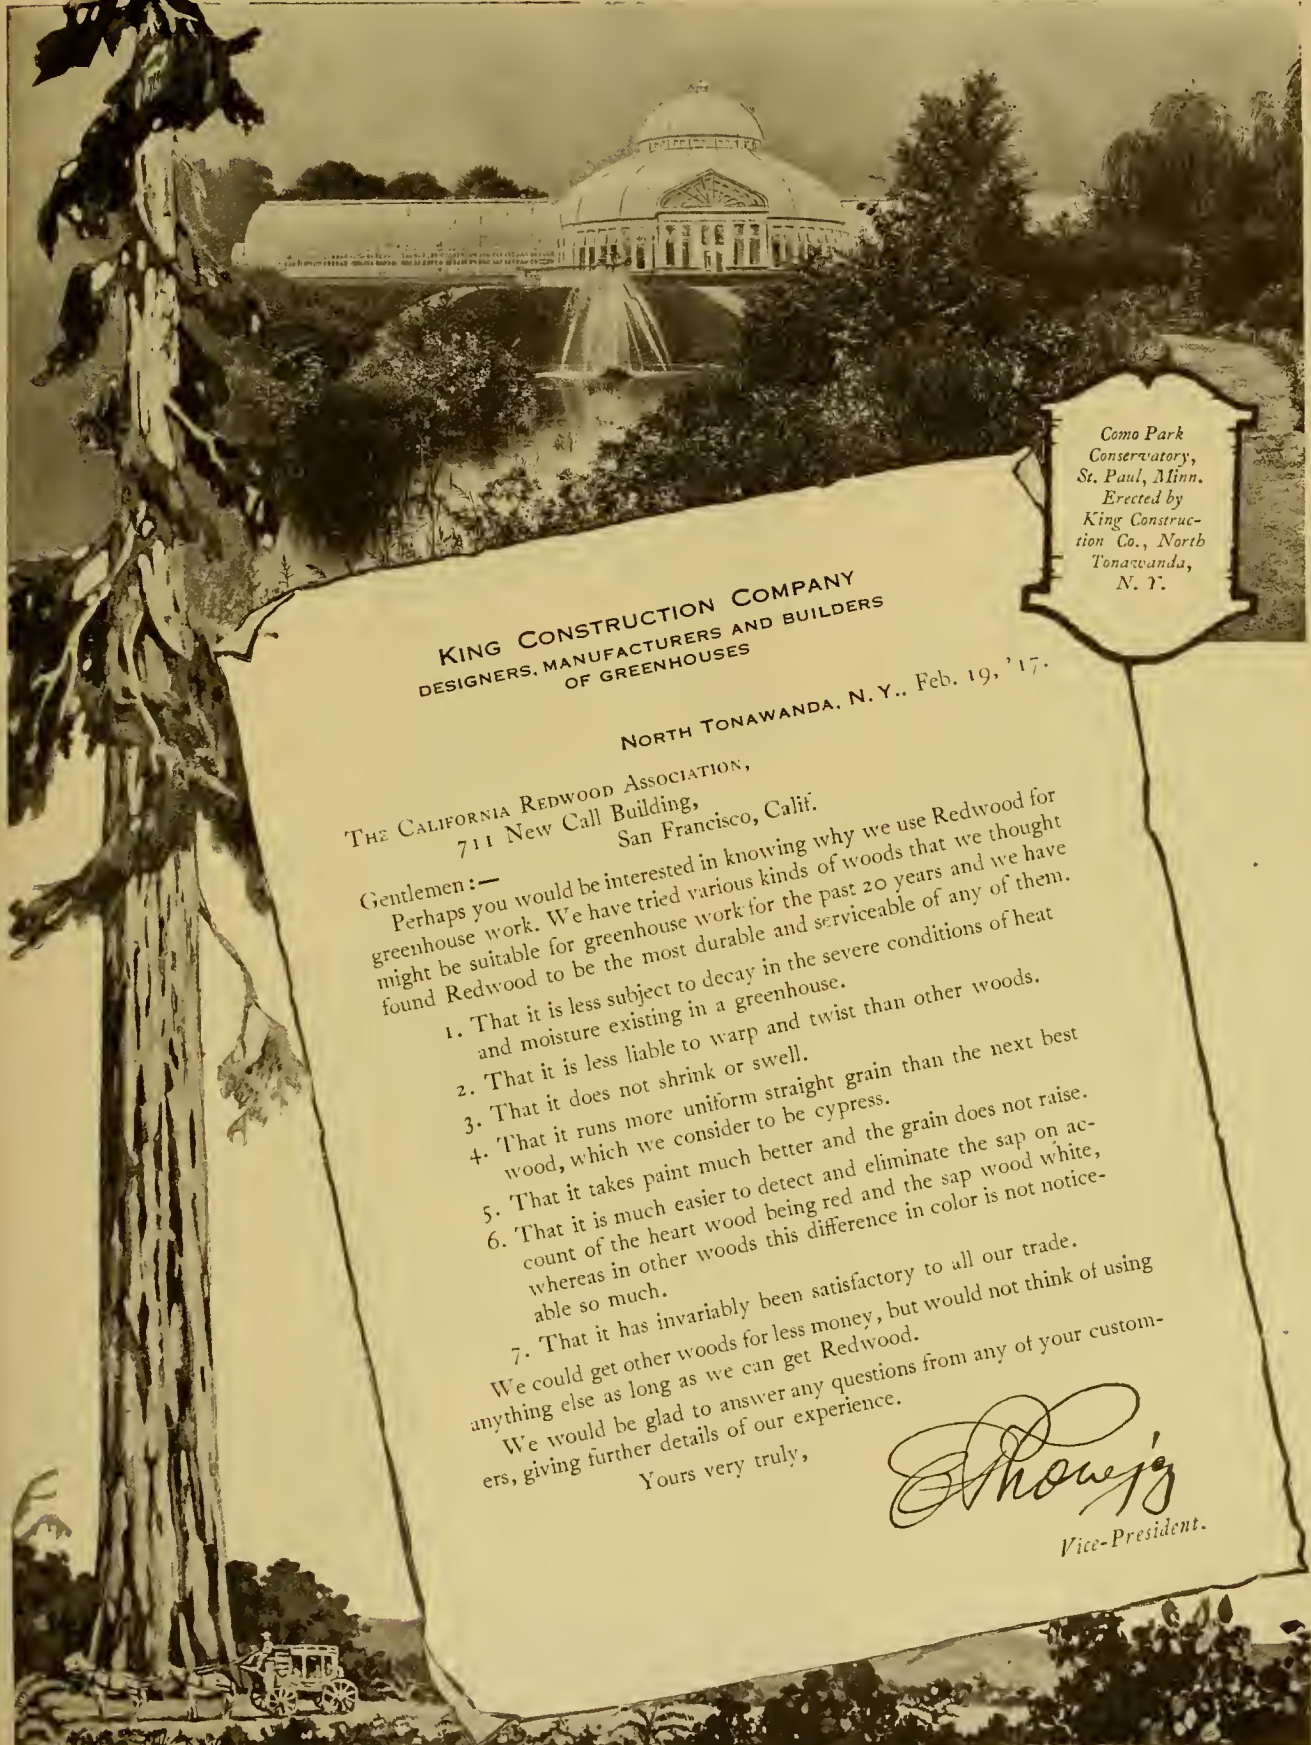 Como Park
Conservatory,
St. Paul, Minn.
Erected by
King Construc-
tion Co., North
Tonawanda,
N. Y.
KING CONSTRUCTION COMPANY
DESIGNERS, MANUFACTURERS AND BUILDERS
OF GREENHOUSES
NORTH TONAWANDA, N. Y., Feb. 19, '17.
THE CALIFORNIA REDWOOD ASSOCIATION,
711 New Call Building,
San Francisco, Calif.
Gentlemen:—
Perhaps you would be interested in knowing why we use Redwood for
greenhouse work. We have tried various kinds of woods that we thought
might be suitable for greenhouse work for the past 20 years and we have
found Redwood to be the most durable and serviceable of any of them.
1. That it is less subject to decay in the severe conditions of heat
and moisture existing in a greenhouse.
2. That it is less liable to warp and twist than other woods.
3. That it does not shrink or swell.
4. That it runs more uniform straight grain than the next best
wood, which we consider to be cypress.
5. That it takes paint much better and the grain does not raise.
6. That it is much easier to detect and eliminate the sap on ac-
count of the heart wood being red and the sap wood white,
whereas in other woods this difference in color is not notice-
able so much.
7. That it has invariably been satisfactory to all our trade.
We could get other woods for less money, but would not think of using
anything else as long as we can get Redwood.
We would be glad to answer any questions from any of your custom-
ers, giving further details of our experience.
Yours very truly,
Vice-President.